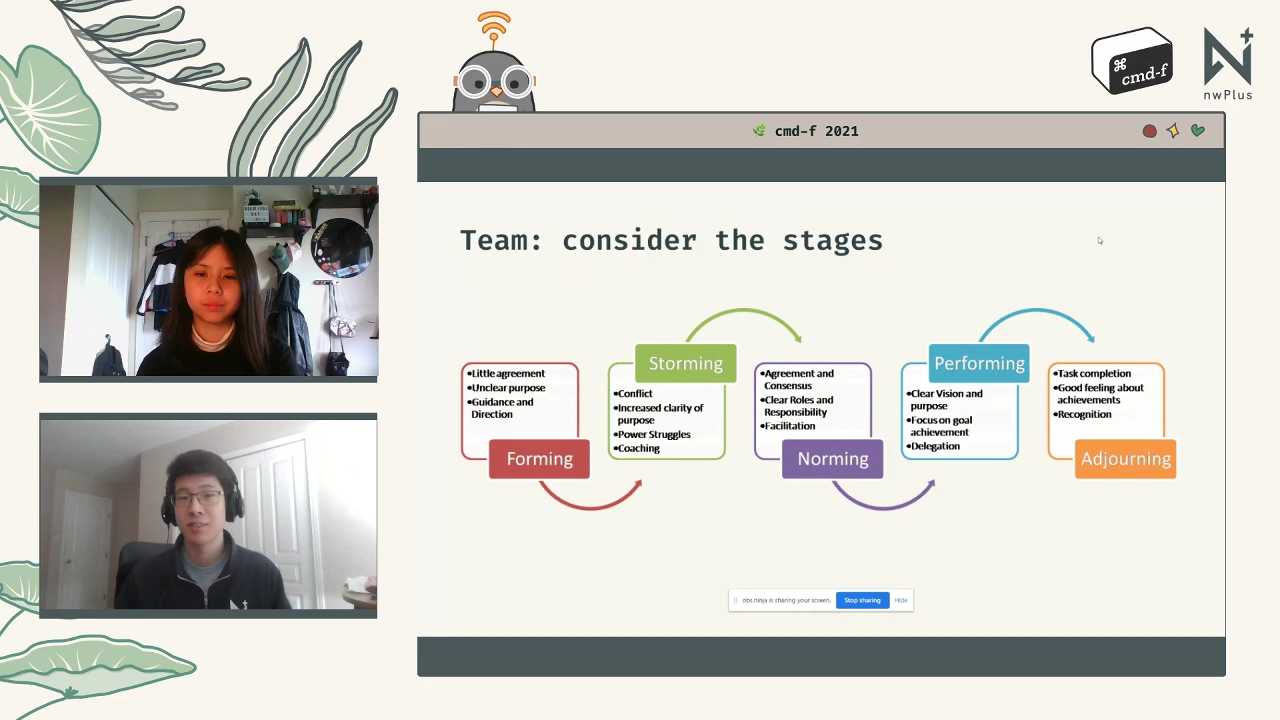 ⌘
cmd-f
nwPlus
cmd-f 2021
Team: consider the stages
•Little agreement
•Unclear purpose
•Guidance and
Direction
Forming
Storming
•Conflict
•Increased clarity of
purpose
•Power Struggles
•Coaching
•Agreement and
Consensus
•Clear Roles and
Responsibility
•Facilitation
Norming
Performing
•Clear Vision and
purpose
•Focus on goal
achievement
•Delegation
•Task completion
•Good feeling about
achievements
•Recognition
Adjourning
obs.ninja is sharing your screen.
Stop sharing
Hide